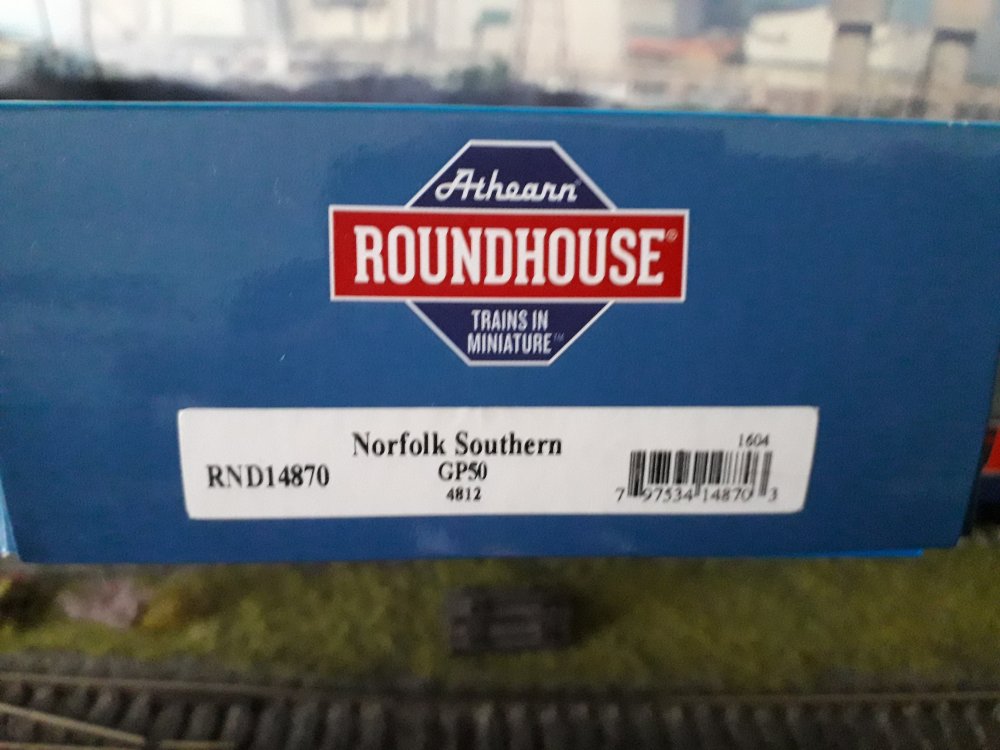 Athearn
ROUNDHOUSE®
TRAINS IN
MINIATURE™
Norfolk Southern
RND14870
GP50
4812
1604
7 97534 14870 3